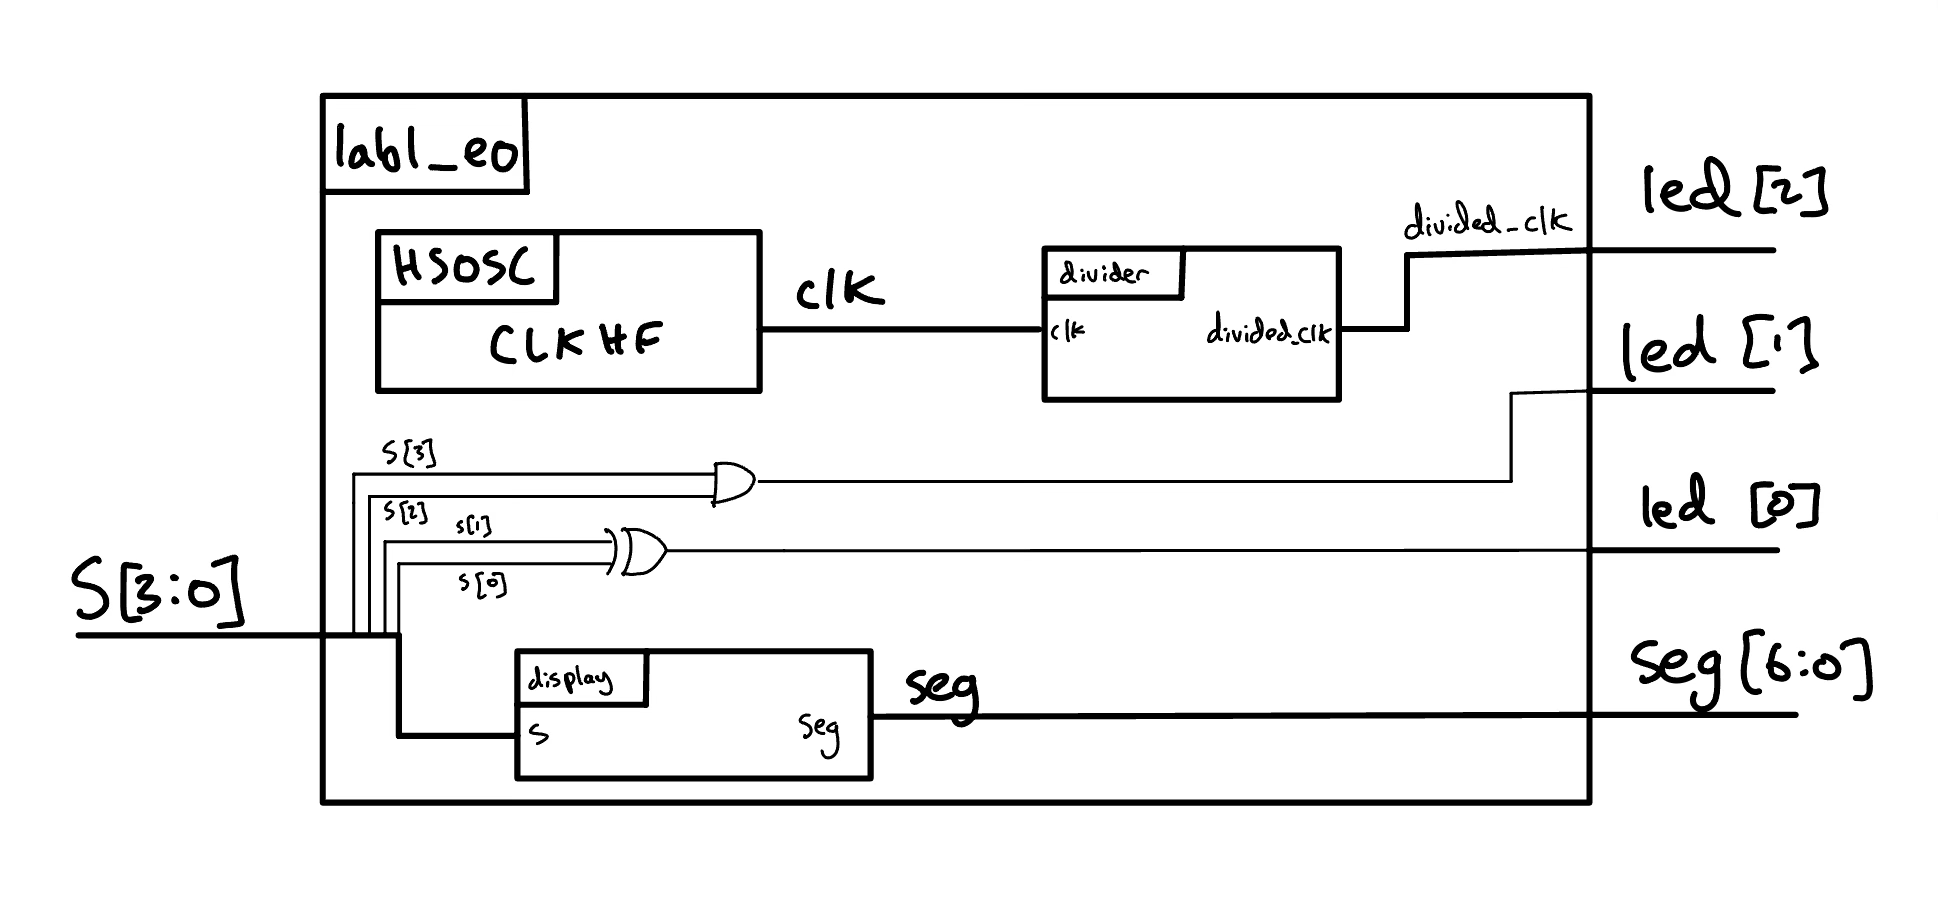 lab1_eo
led [2]
divided_clk
HSOSC
CLKHF
clk
divider
clk
divided_clk
led [1]
S[3]
S[2]
S[1]
S[0]
led [0]
S[3:0]
display
S
seg
seg
seg[6:0]